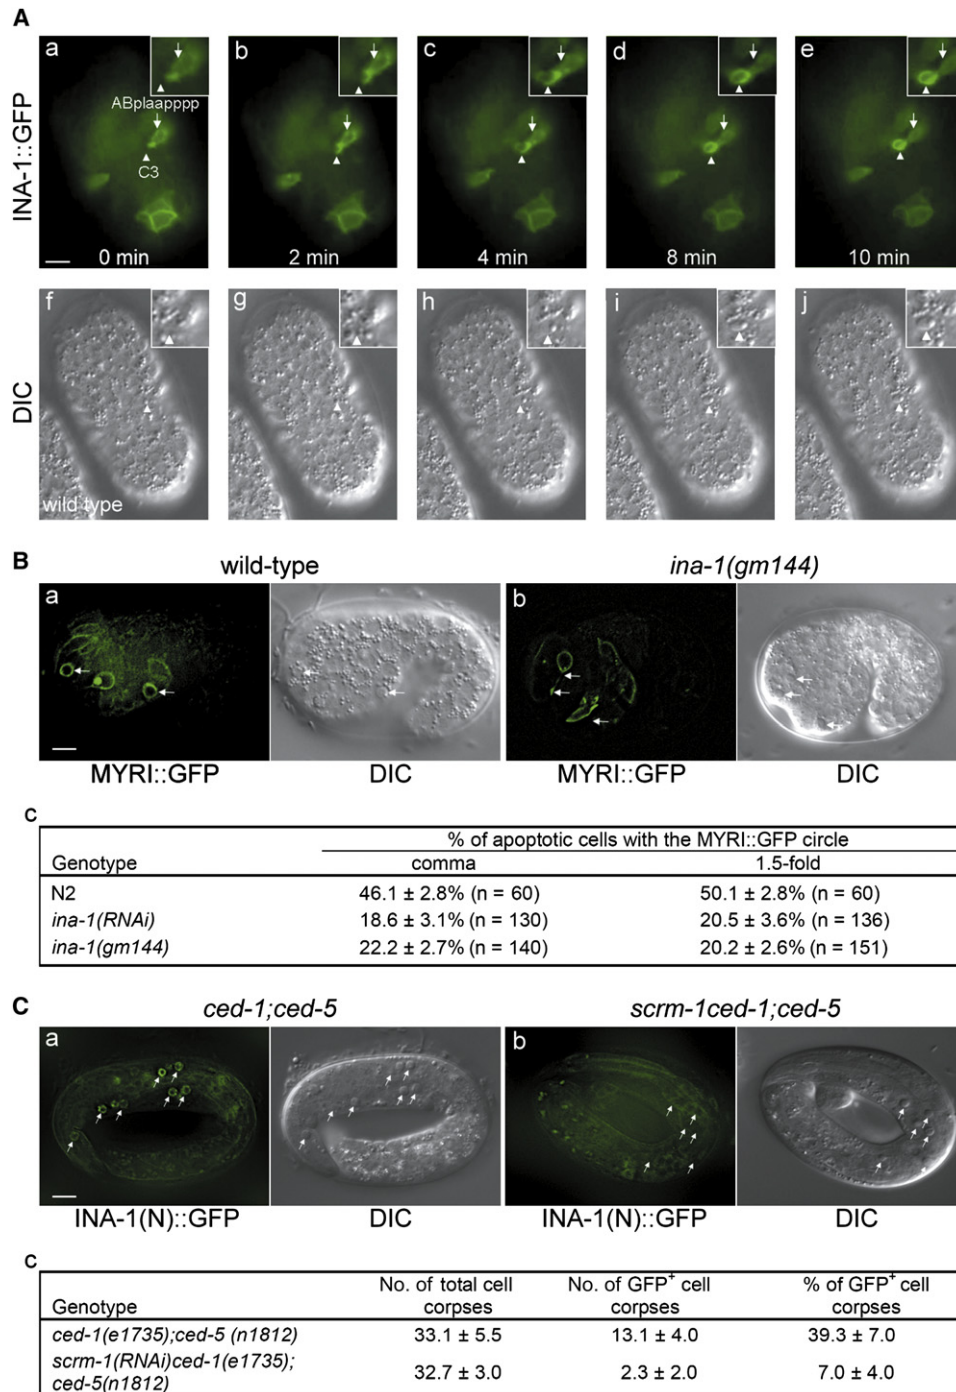 A
INA-1::GFP
a
b
c
d
e
ABplaapppp
C3
0 min
2 min
4 min
8 min
10 min
DIC
f
g
h
i
j
wild type
B
wild-type
ina-1(gm144)
a
b
MYRI::GFP
DIC
MYRI::GFP
DIC
c
% of apoptotic cells with the MYRI::GFP circle
Genotype comma 1.5-fold
N2 46.1 ± 2.8% (n = 60) 50.1 ± 2.8% (n = 60)
ina-1(RNAi) 18.6 ± 3.1% (n = 130) 20.5 ± 3.6% (n = 136)
ina-1(gm144) 22.2 ± 2.7% (n = 140) 20.2 ± 2.6% (n = 151)
C
ced-1;ced-5
scrm-1ced-1;ced-5
a
b
INA-1(N)::GFP
DIC
INA-1(N)::GFP
DIC
c
No. of total cell No. of GFP+ cell % of GFP+ cell
Genotype corpses corpses corpses
ced-1(e1735);ced-5 (n1812) 33.1 ± 5.5 13.1 ± 4.0 39.3 ± 7.0
scrm-1(RNAi)ced-1(e1735);
ced-5(n1812) 32.7 ± 3.0 2.3 ± 2.0 7.0 ± 4.0